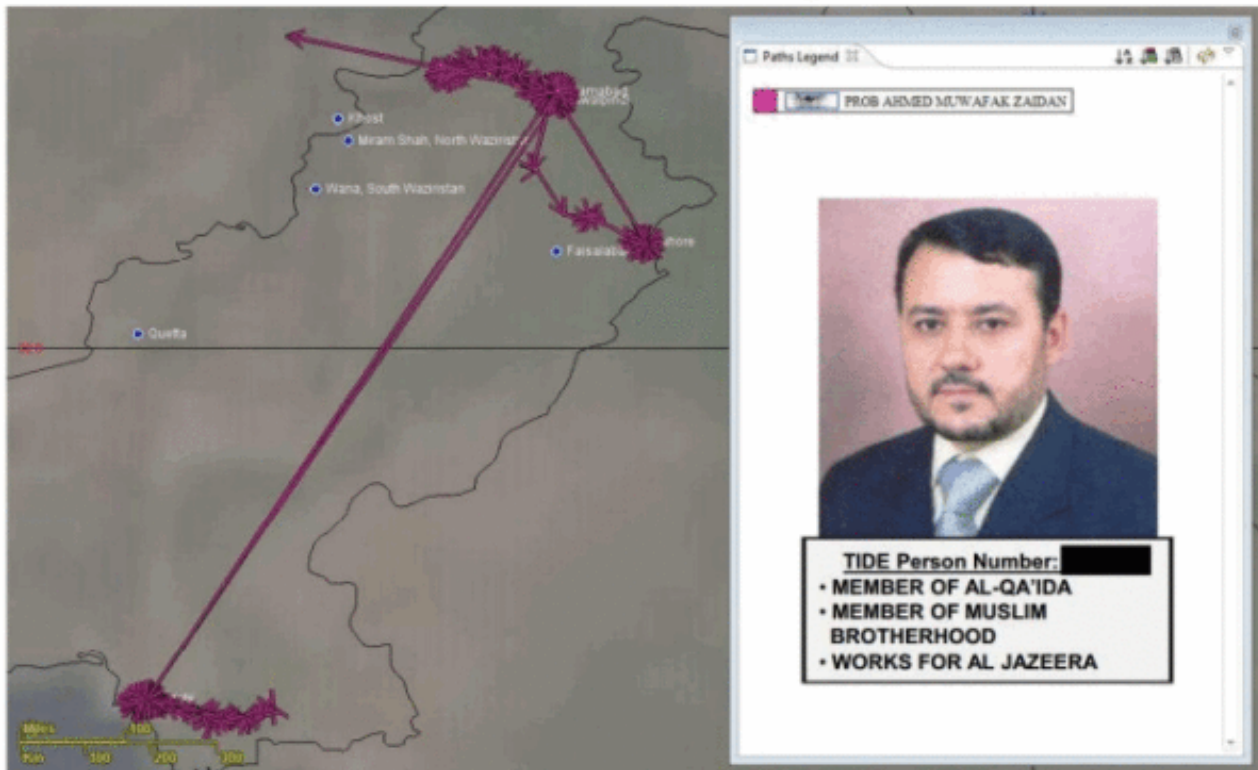 Khost
Miram Shah, North Waziristan
Wana, South Waziristan
Faisalabad
Quetta
Miles 100
Km 100 200 300
Paths Legend
PROB AHMED MUWAFAK ZAIDAN
TIDE Person Number:
• MEMBER OF AL-QA'IDA
• MEMBER OF MUSLIM
BROTHERHOOD
• WORKS FOR AL JAZEERA